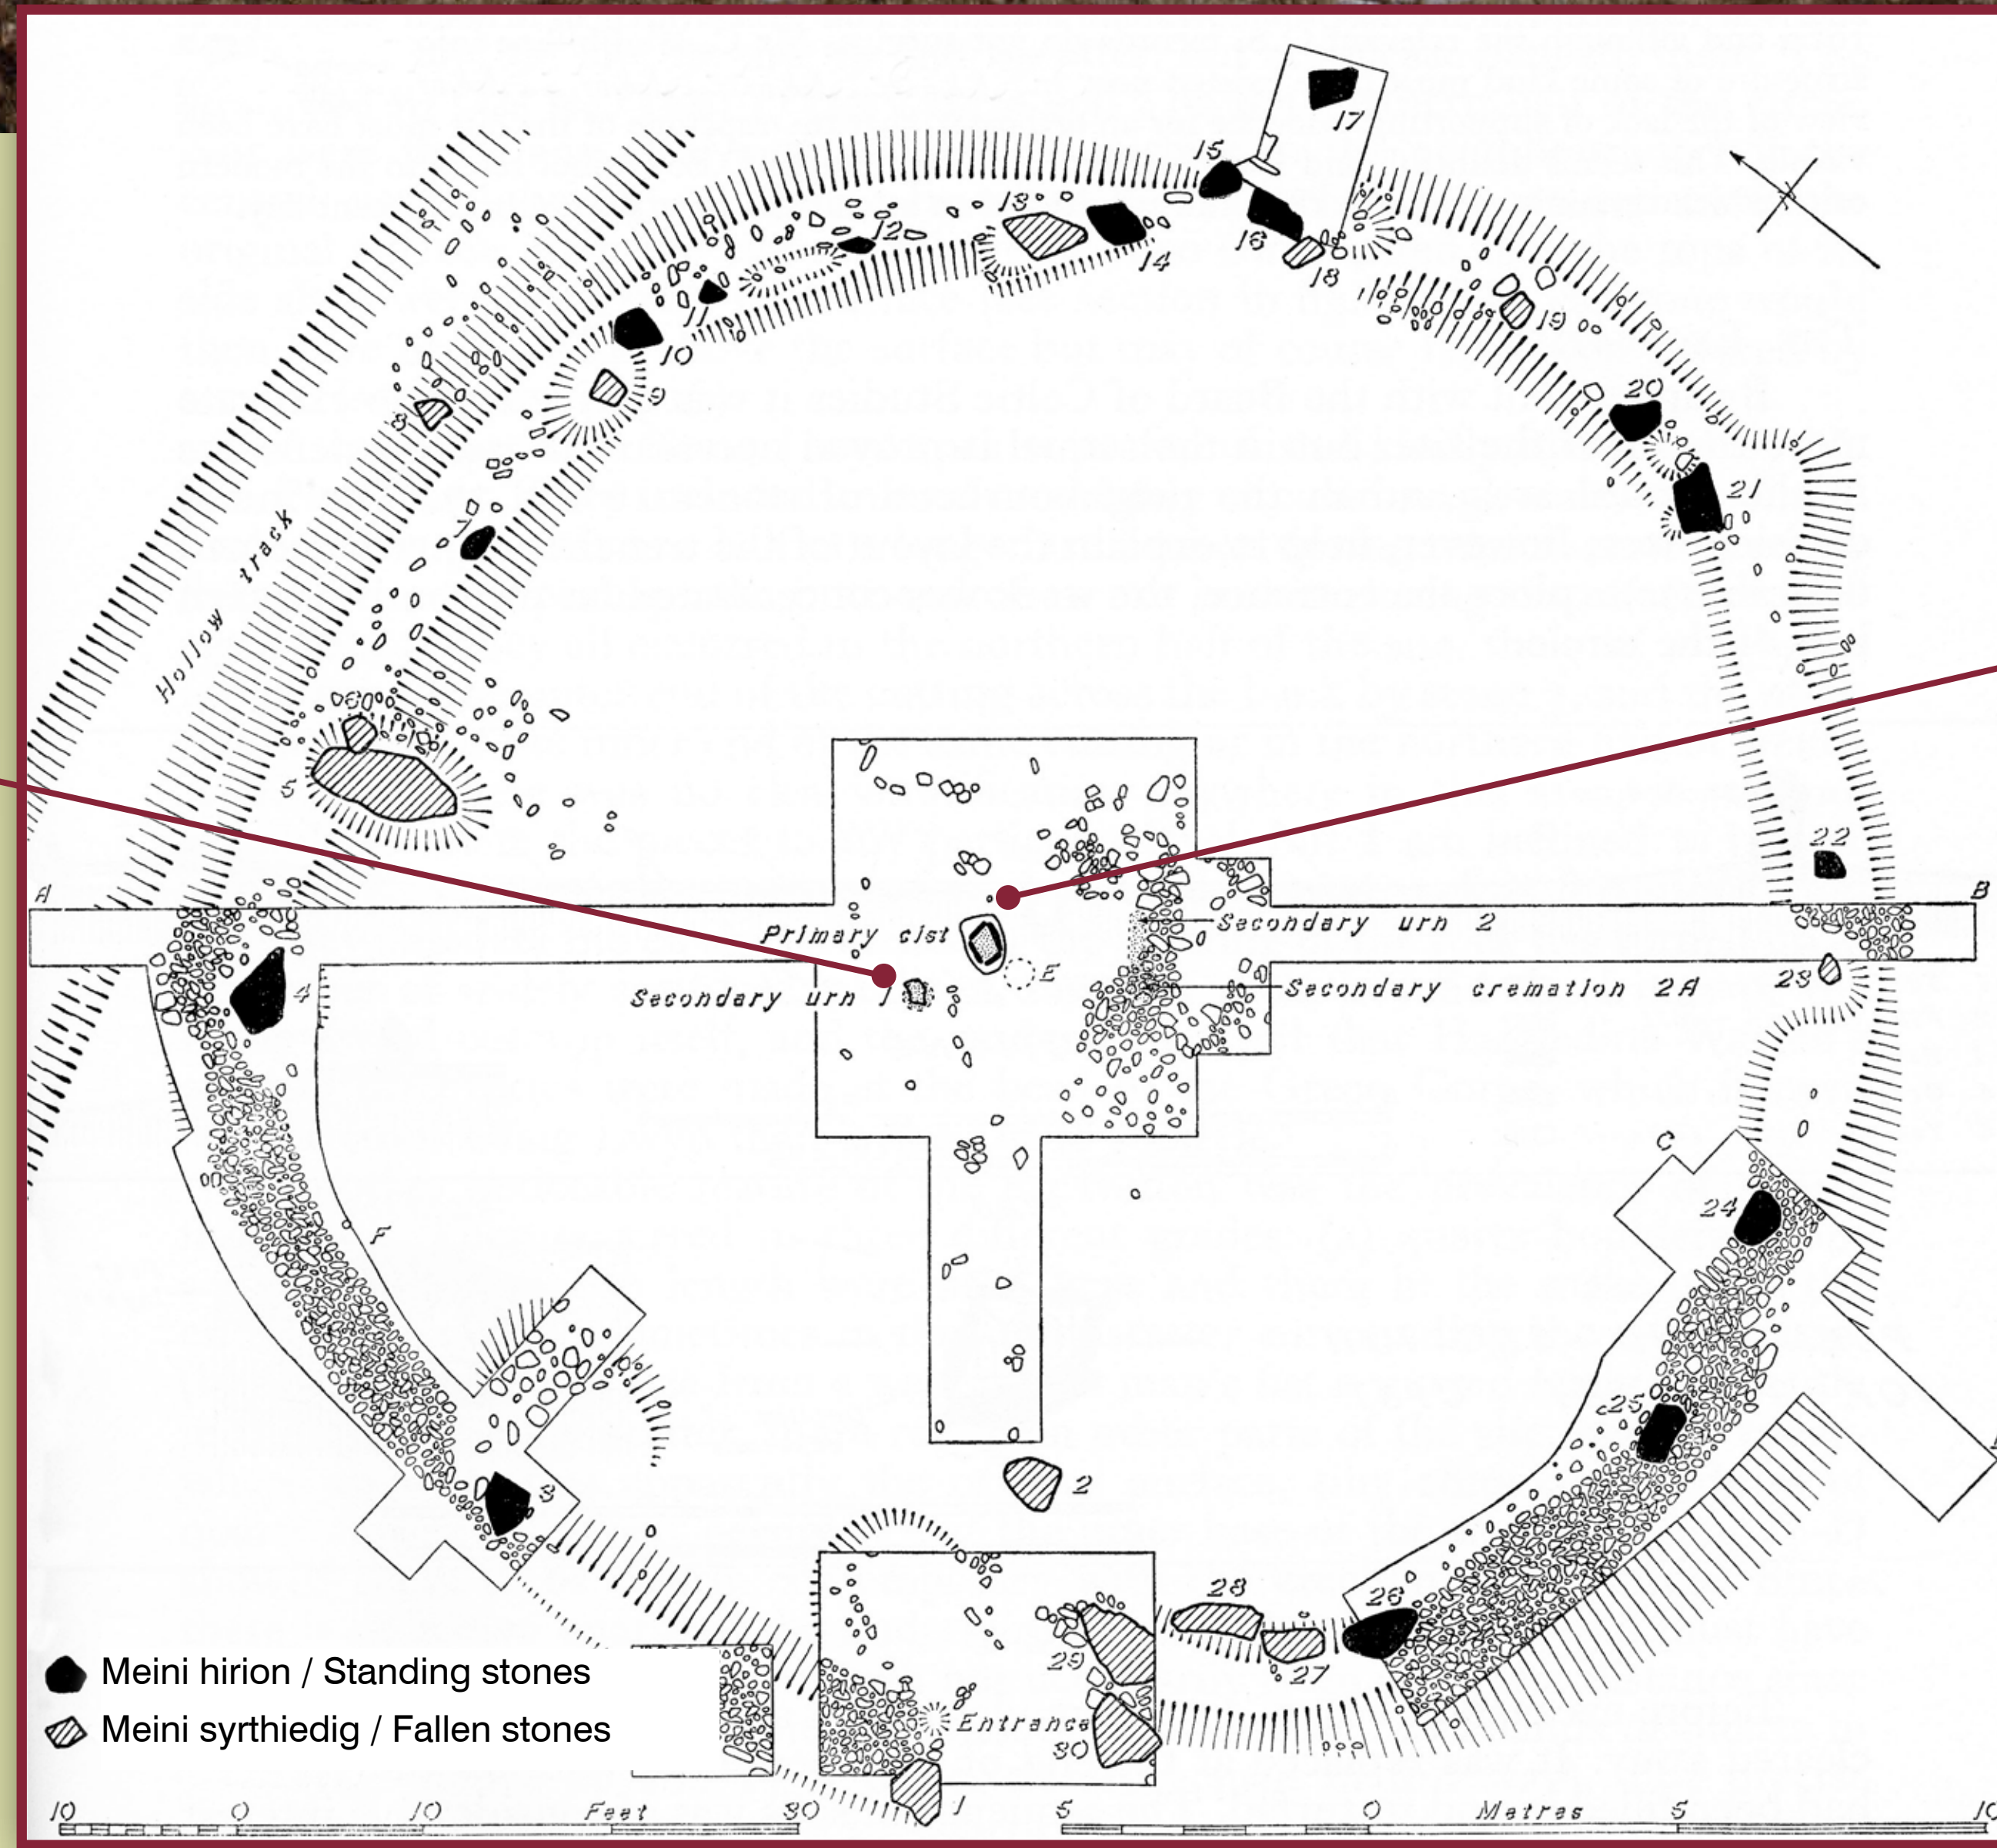 17
15
13
12
16
14
18
11
19
10
9
20
8
21
7
Hollow track
6
5
22
A
B
Primary cist
Secondary urn 2
E
4
Secondary urn 1
Secondary cremation 2A
23
C
24
F
25
3
2
28
26
29
27
Meini hirion / Standing stones
Entrance
Meini syrthiedig / Fallen stones
30
1
10 0 10 Feet 30 5 0 Metres 5 10